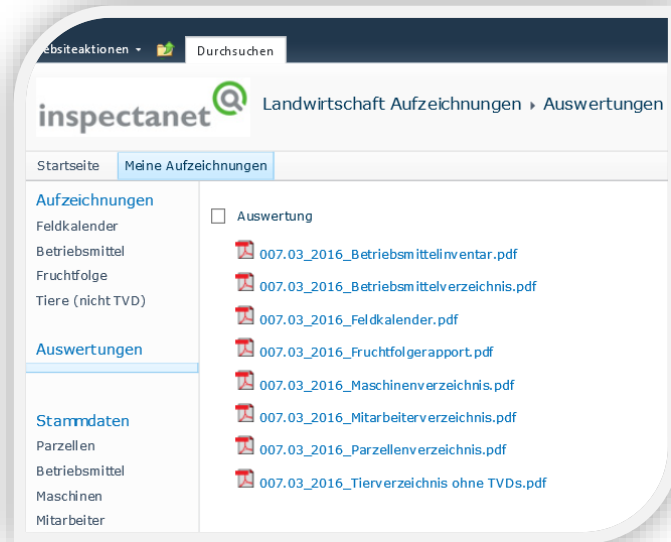 Durchsuchen
inspectanet
Landwirtschaft Aufzeichnungen ▸ Auswertungen
Startseite
Meine Aufzeichnungen
Aufzeichnungen
Feldkalender
Betriebsmittel
Fruchtfolge
Tiere (nicht TVD)
Auswertungen
Stammdaten
Parzellen
Betriebsmittel
Maschinen
Mitarbeiter
Auswertung
007.03_2016_Betriebsmittelinventar.pdf
007.03_2016_Betriebsmittelverzeichnis.pdf
007.03_2016_Feldkalender.pdf
007.03_2016_Fruchtfolgerapport.pdf
007.03_2016_Maschinenverzeichnis.pdf
007.03_2016_Mitarbeiterverzeichnis.pdf
007.03_2016_Parzellenverzeichnis.pdf
007.03_2016_Tierverzeichnis ohne TVDs.pdf